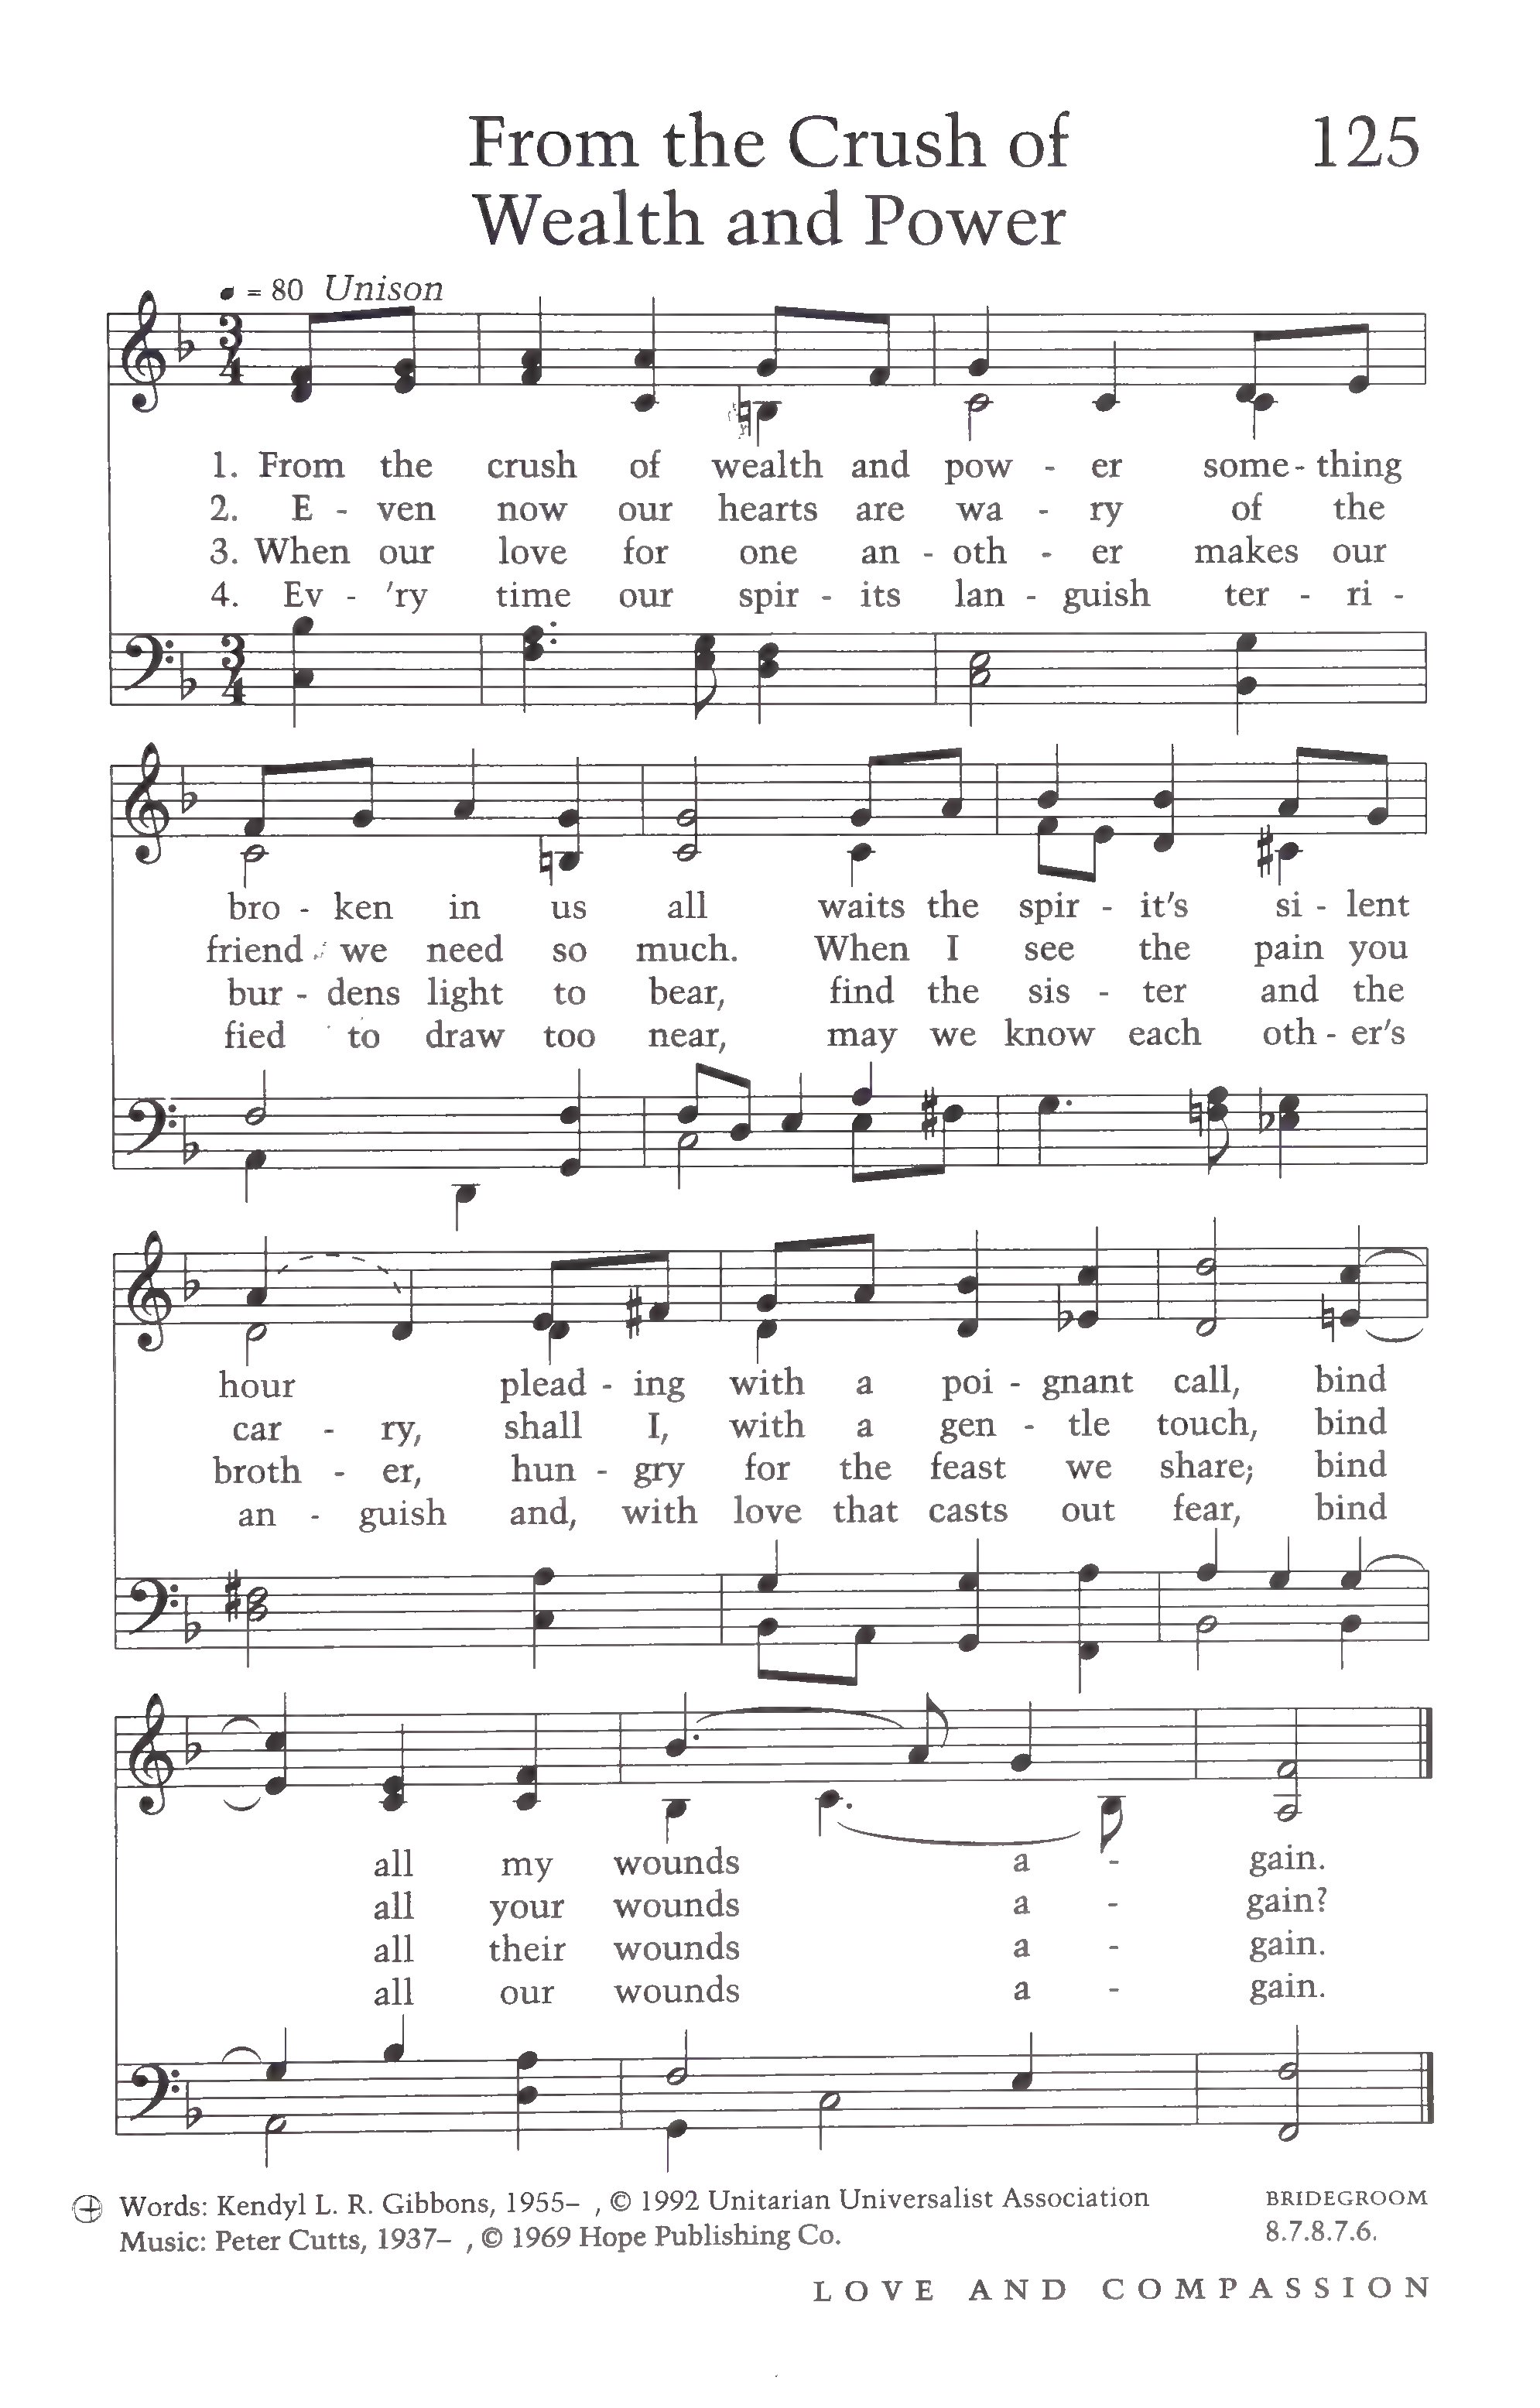 From the Crush of 125
Wealth and Power
♩ = 80 Unison
1. From the crush of wealth and pow - er some - thing
2. E - ven now our hearts are wa - ry of the
3. When our love for one an - oth - er makes our
4. Ev - 'ry time our spir - its lan - guish ter - ri -
bro - ken in us all waits the spir - it's si - lent
friend we need so much. When I see the pain you
bur - dens light to bear, find the sis - ter and the
fied to draw too near, may we know each oth - er's
hour plead - ing with a poi - gnant call, bind
car - ry, shall I, with a gen - tle touch, bind
broth - er, hun - gry for the feast we share; bind
an - guish and, with love that casts out fear, bind
all my wounds a - gain.
all your wounds a - gain?
all their wounds a - gain.
all our wounds a - gain.
Words: Kendyl L. R. Gibbons, 1955– , © 1992 Unitarian Universalist Association BRIDEGROOM
Music: Peter Cutts, 1937– , © 1969 Hope Publishing Co. 8.7.8.7.6.
LOVE AND COMPASSION